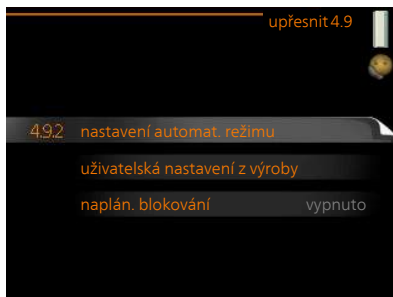 upřesnit 4.9
4.9.2 nastavení automat. režimu
uživatelská nastavení z výroby
naplán. blokování vypnuto